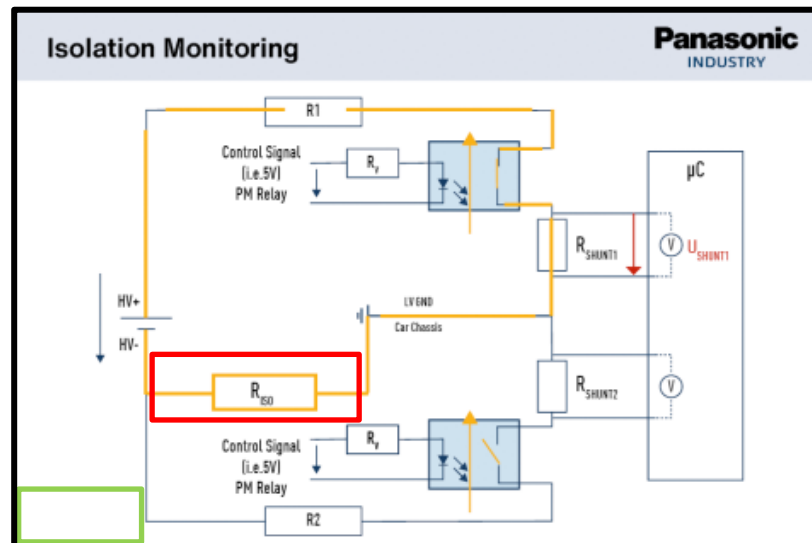 Isolation Monitoring
Panasonic
INDUSTRY
R1
Control Signal
(i.e.5V)
PM Relay
Rv
µC
RSHUNT1
V
USHUNT1
HV+
HV-
LV GND
Car Chassis
RISO
RSHUNT2
V
Control Signal
(i.e.5V)
PM Relay
Rv
R2